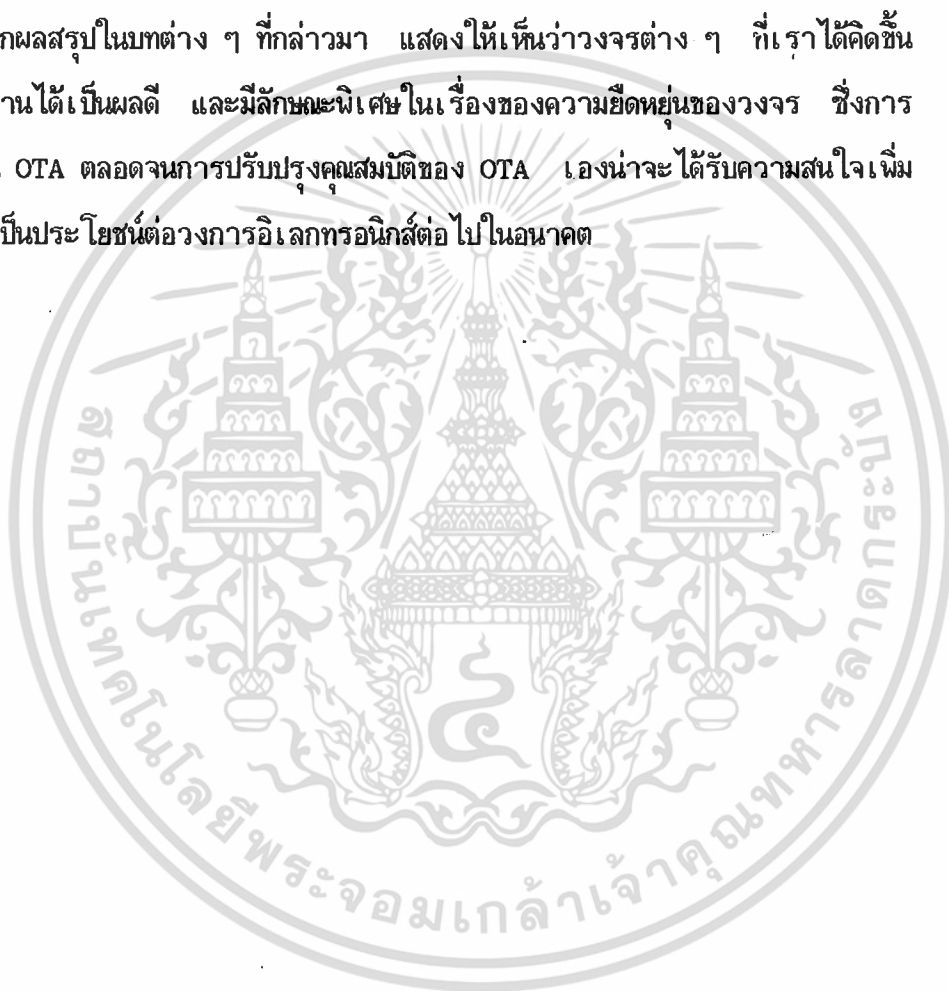 กผลสรุปในบทต่าง ๆ ที่กล่าวมา แสดงให้เห็นว่าวงจรต่าง ๆ ที่เราได้คิดขึ้น
านได้เป็นผลดี และมีลักษณะพิเศษในเรื่องของความยืดหยุ่นของวงจร ซึ่งการ
OTA ตลอดจนการปรับปรุงคุณสมบัติของ OTA เองน่าจะได้รับความสนใจเพิ่ม
ป็นประโยชน์ต่อวงการอิเลกทรอนิกส์ต่อไปในอนาคต
สถาบันเทคโนโลยีพระจอมเกล้าเจ้าคุณทหารลาดกระบัง
๔